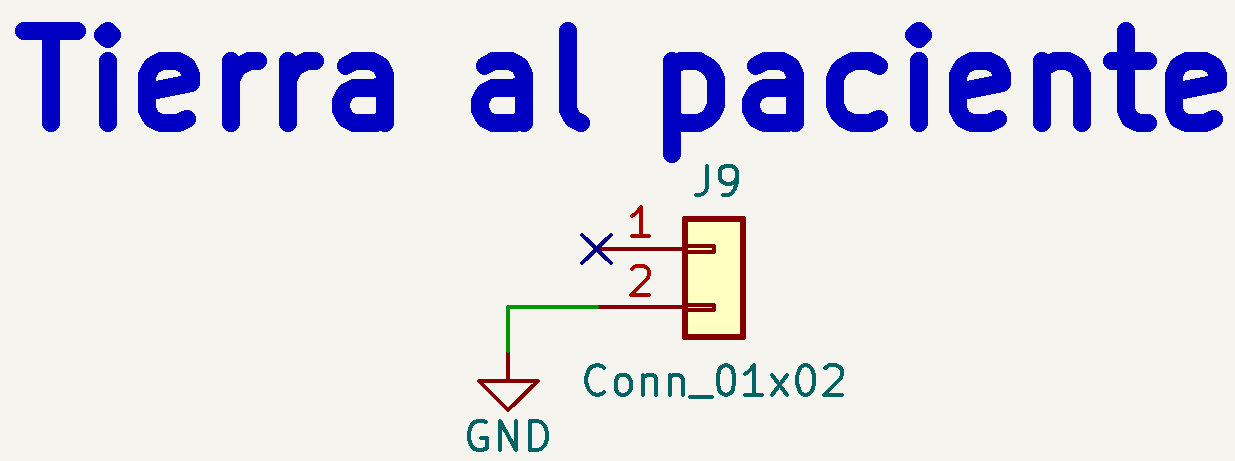 Tierra al paciente
J9
1
2
Conn_01x02
GND